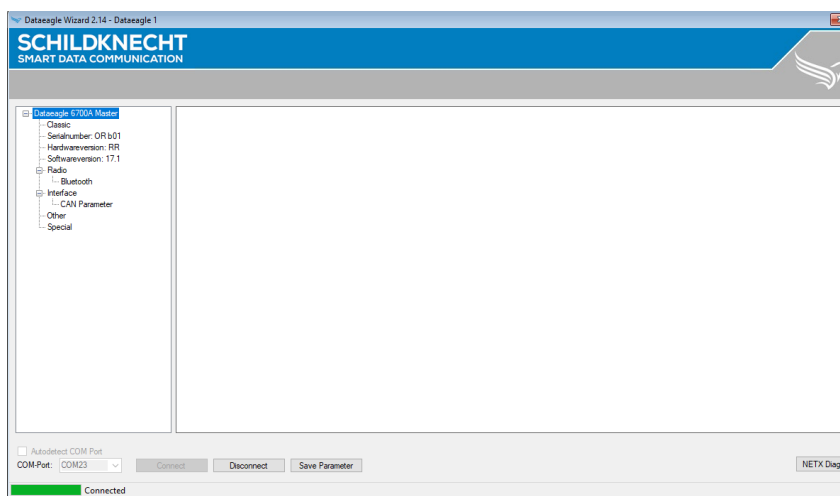 Dataeagle Wizard 2.14 - Dataeagle 1
SCHILDKNECHT
SMART DATA COMMUNICATION
Dataeagle 6700A Master
Classic
Serialnumber: OR b01
Hardwareversion: RR
Softwareversion: 17.1
Radio
Bluetooth
Interface
CAN Parameter
Other
Special
Autodetect COM Port
COM-Port: COM23 Connect Disconnect Save Parameter NETX Diag
Connected